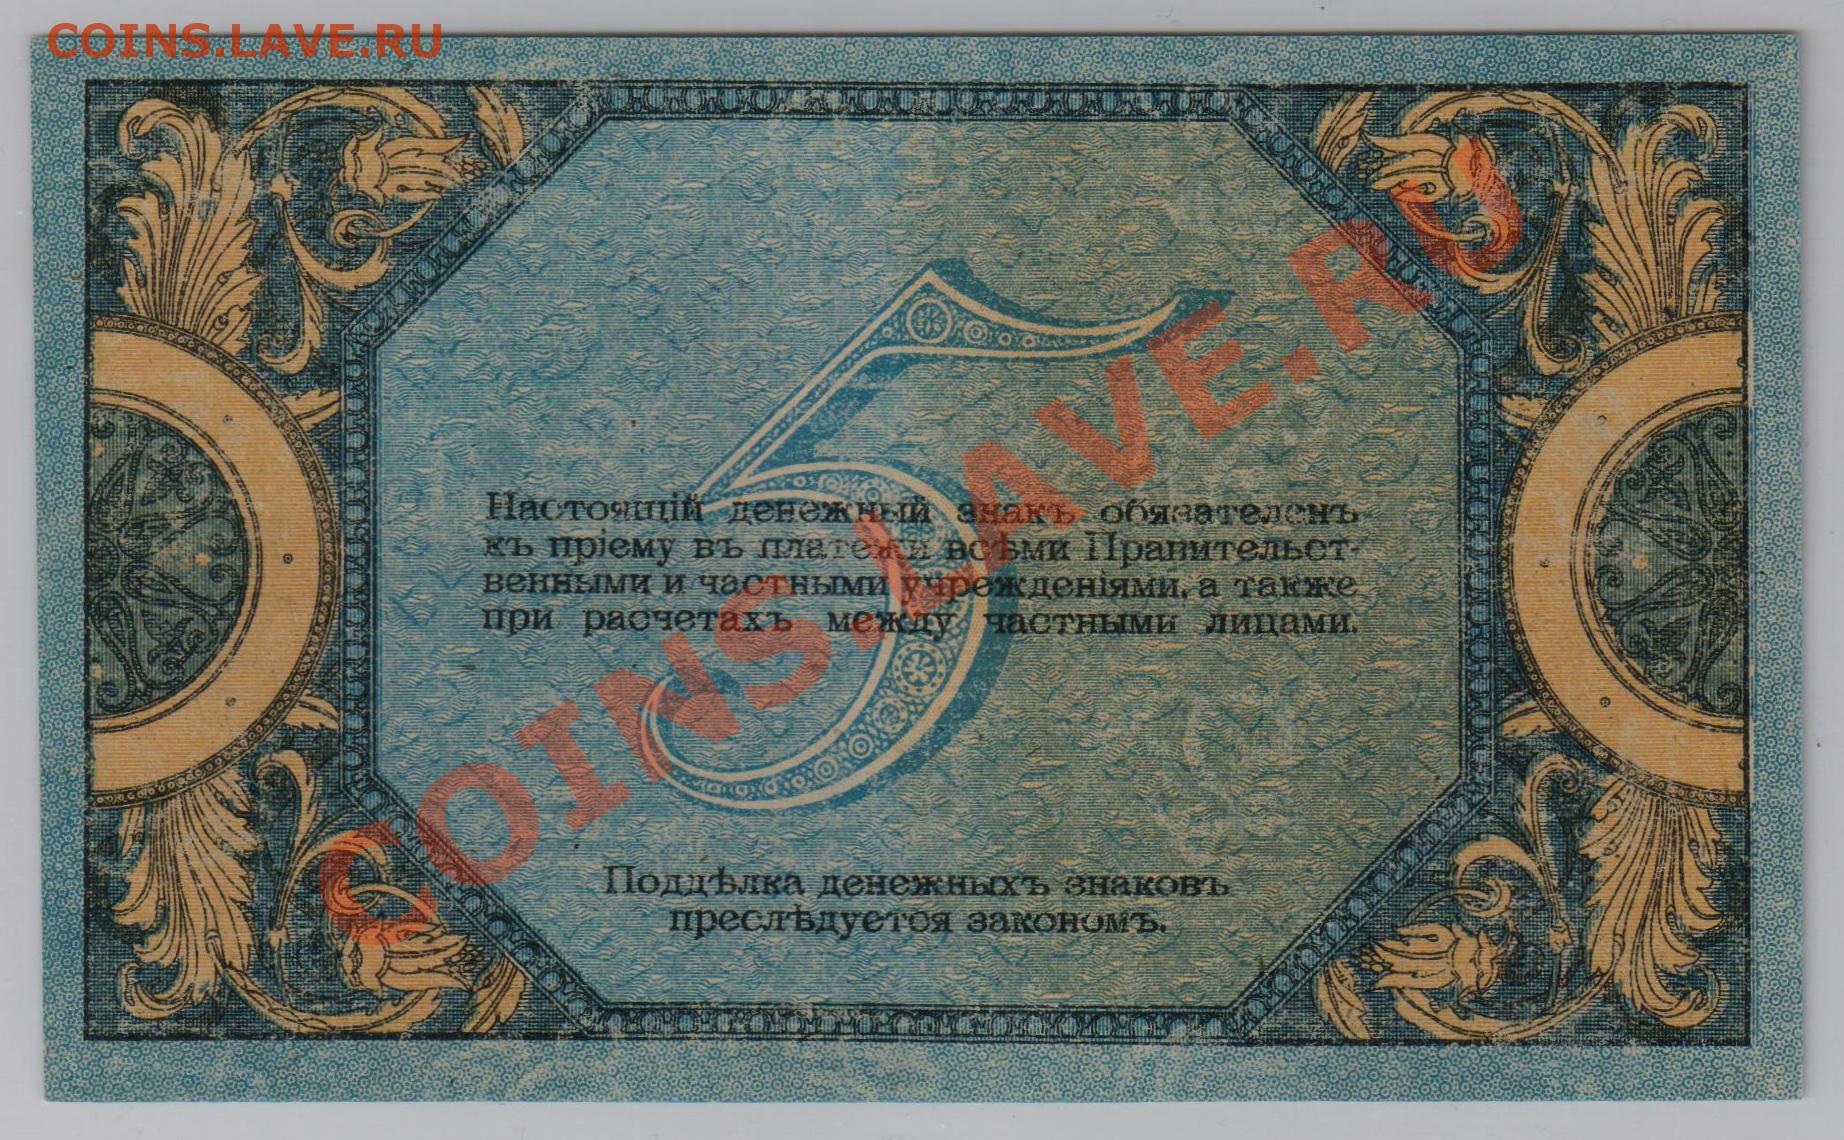 COINS.LAVE.RU
5
Настоящій денежный знакъ обязателенъ
къ пріему въ платежи всѣми Правительст-
венными и частными учрежденіями, а также
при расчетахъ между частными лицами.
COINS.LAVE.RU
Поддѣлка денежныхъ знаковъ
преслѣдуется закономъ.